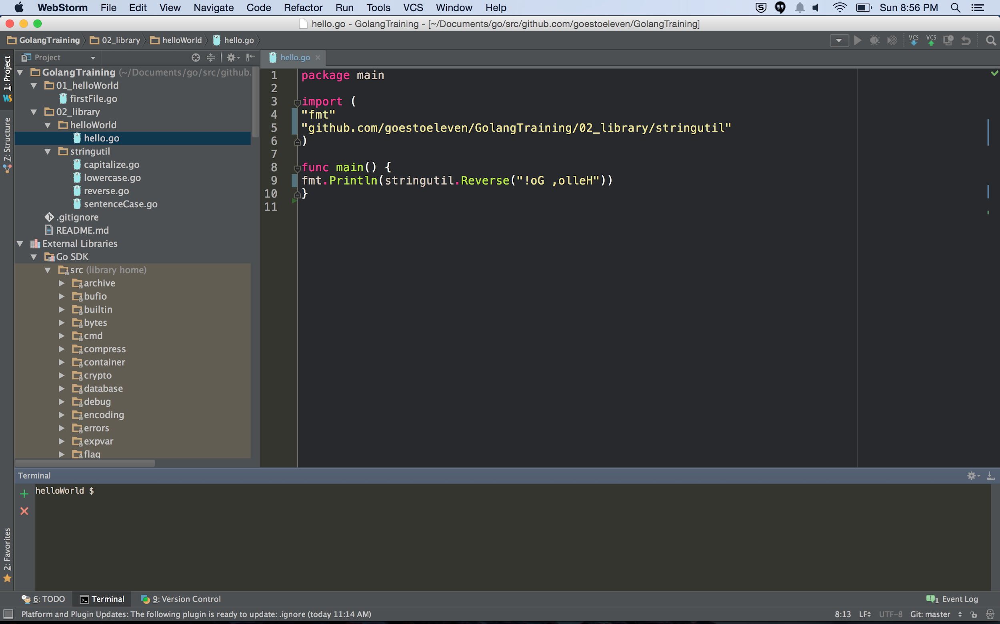 WebStorm File Edit View Navigate Code Refactor Run Tools VCS Window Help Sun 8:56 PM
hello.go - GolangTraining - [~/Documents/go/src/github.com/goestoeleven/GolangTraining]
GolangTraining 02_library helloWorld hello.go VCS VCS
Project
hello.go
1: Project
7: Structure
2: Favorites
GolangTraining (~/Documents/go/src/github.
01_helloWorld
firstFile.go
02_library
helloWorld
hello.go
stringutil
capitalize.go
lowercase.go
reverse.go
sentenceCase.go
.gitignore
README.md
External Libraries
Go SDK
src (library home)
archive
bufio
builtin
bytes
cmd
compress
container
crypto
database
debug
encoding
errors
expvar
flag
1 package main
2
3 import (
4 "fmt"
5 "github.com/goestoeleven/GolangTraining/02_library/stringutil"
6 )
7
8 func main() {
9 fmt.Println(stringutil.Reverse("!oG ,olleH"))
10 }
11
Terminal
helloWorld $
6: TODO Terminal 9: Version Control 1 Event Log
Platform and Plugin Updates: The following plugin is ready to update: .ignore (today 11:14 AM) 8:13 LF UTF-8 Git: master